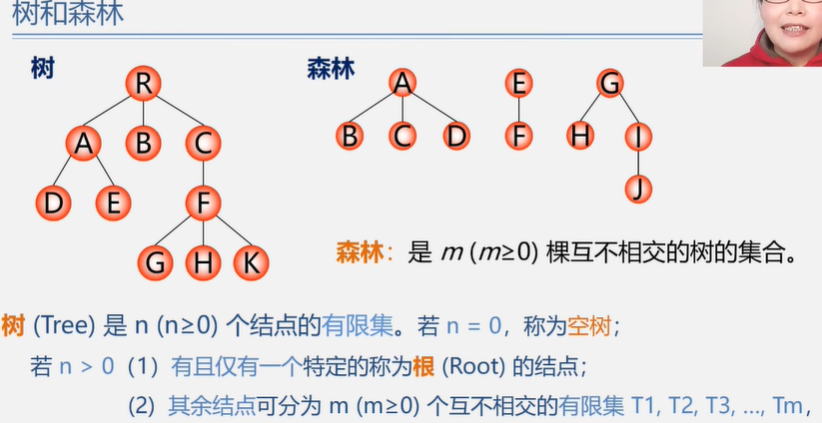 树和森林
树
森林
R
A B C
D E F
G H K
A E G
B C D F H I
J
森林：是 m (m≥0) 棵互不相交的树的集合。
树 (Tree) 是 n (n≥0) 个结点的有限集。若 n = 0，称为空树；
若 n > 0（1）有且仅有一个特定的称为根 (Root) 的结点；
(2) 其余结点可分为 m (m≥0) 个互不相交的有限集 T1, T2, T3, …, Tm，